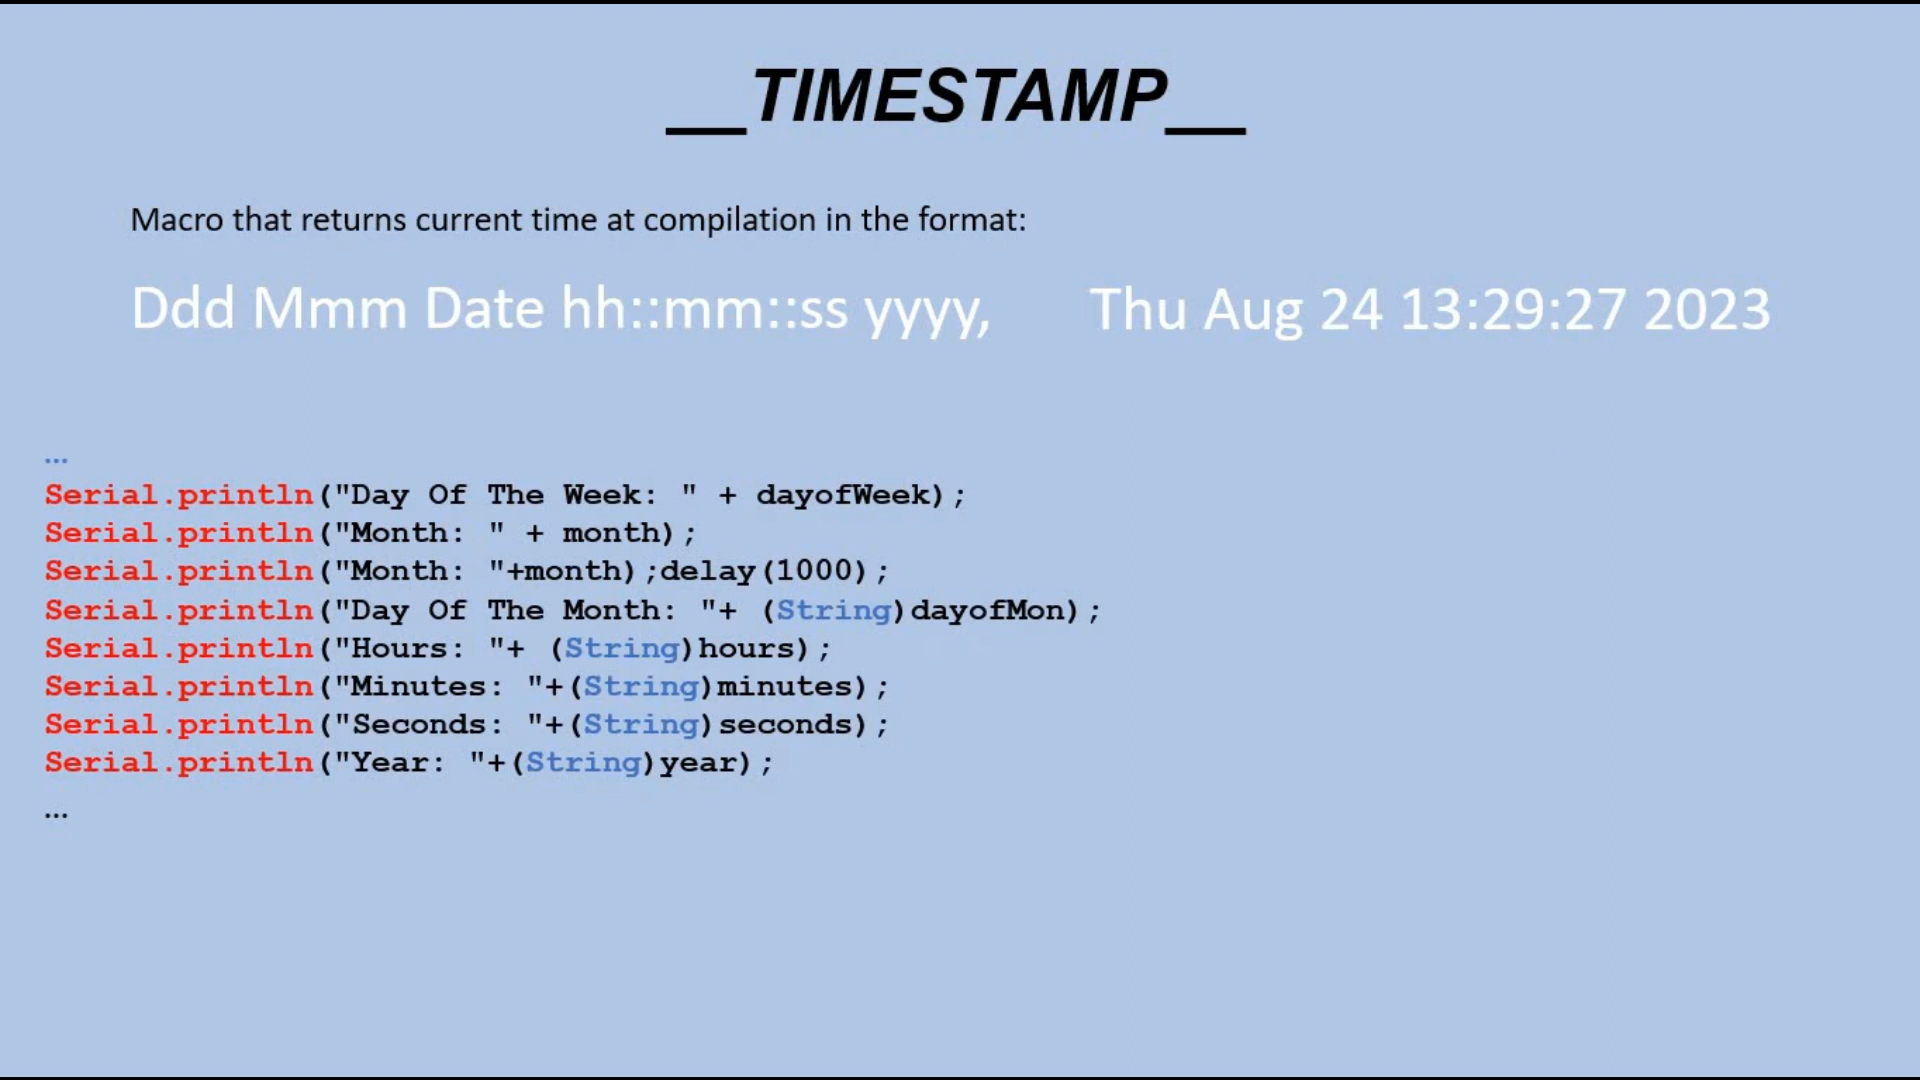 __TIMESTAMP__
Macro that returns current time at compilation in the format:
Ddd Mmm Date hh::mm::ss yyyy, Thu Aug 24 13:29:27 2023
...
Serial.println("Day Of The Week: " + dayofWeek);
Serial.println("Month: " + month);
Serial.println("Month: "+month);delay(1000);
Serial.println("Day Of The Month: "+ (String)dayofMon);
Serial.println("Hours: "+ (String)hours);
Serial.println("Minutes: "+(String)minutes);
Serial.println("Seconds: "+(String)seconds);
Serial.println("Year: "+(String)year);
...